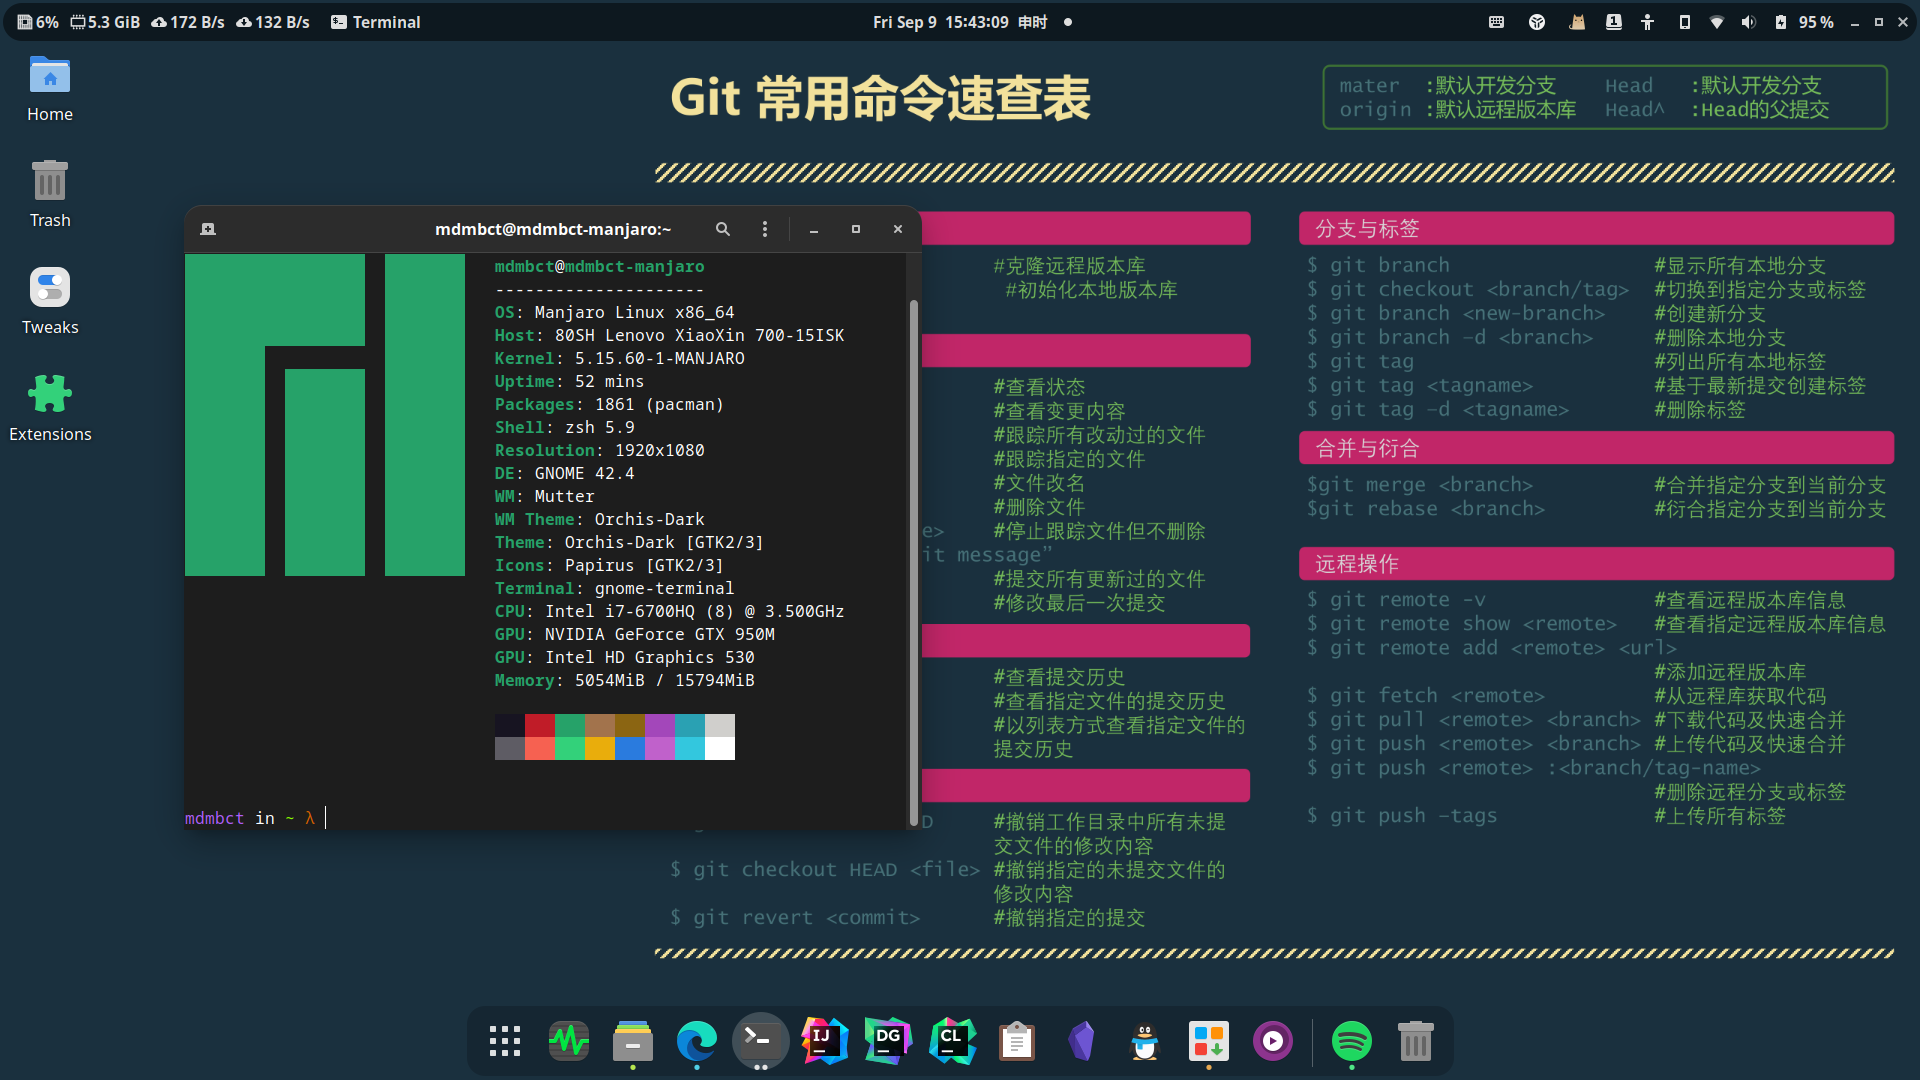 6% 5.3 GiB 172 B/s 132 B/s Terminal
Fri Sep 9 15:43:09 申时
1
95 %
Home
Trash
Tweaks
Extensions
Git 常用命令速查表
mater :默认开发分支 Head :默认开发分支
origin :默认远程版本库 Head^ :Head的父提交
mdmbct@mdmbct-manjaro:~
mdmbct@mdmbct-manjaro
---------------------
OS: Manjaro Linux x86_64
Host: 80SH Lenovo XiaoXin 700-15ISK
Kernel: 5.15.60-1-MANJARO
Uptime: 52 mins
Packages: 1861 (pacman)
Shell: zsh 5.9
Resolution: 1920x1080
DE: GNOME 42.4
WM: Mutter
WM Theme: Orchis-Dark
Theme: Orchis-Dark [GTK2/3]
Icons: Papirus [GTK2/3]
Terminal: gnome-terminal
CPU: Intel i7-6700HQ (8) @ 3.500GHz
GPU: NVIDIA GeForce GTX 950M
GPU: Intel HD Graphics 530
Memory: 5054MiB / 15794MiB
mdmbct in ~ λ
#克隆远程版本库
#初始化本地版本库
#查看状态
#查看变更内容
#跟踪所有改动过的文件
#跟踪指定的文件
#文件改名
#删除文件
e> #停止跟踪文件但不删除
it message”
#提交所有更新过的文件
#修改最后一次提交
#查看提交历史
#查看指定文件的提交历史
#以列表方式查看指定文件的
提交历史
D #撤销工作目录中所有未提
交文件的修改内容
$ git checkout HEAD <file> #撤销指定的未提交文件的
修改内容
$ git revert <commit> #撤销指定的提交
分支与标签
$ git branch #显示所有本地分支
$ git checkout <branch/tag> #切换到指定分支或标签
$ git branch <new-branch> #创建新分支
$ git branch –d <branch> #删除本地分支
$ git tag #列出所有本地标签
$ git tag <tagname> #基于最新提交创建标签
$ git tag –d <tagname> #删除标签
合并与衍合
$git merge <branch> #合并指定分支到当前分支
$git rebase <branch> #衍合指定分支到当前分支
远程操作
$ git remote –v #查看远程版本库信息
$ git remote show <remote> #查看指定远程版本库信息
$ git remote add <remote> <url>
#添加远程版本库
$ git fetch <remote> #从远程库获取代码
$ git pull <remote> <branch> #下载代码及快速合并
$ git push <remote> <branch> #上传代码及快速合并
$ git push <remote> :<branch/tag-name>
#删除远程分支或标签
$ git push –tags #上传所有标签
IJ
DG
CL